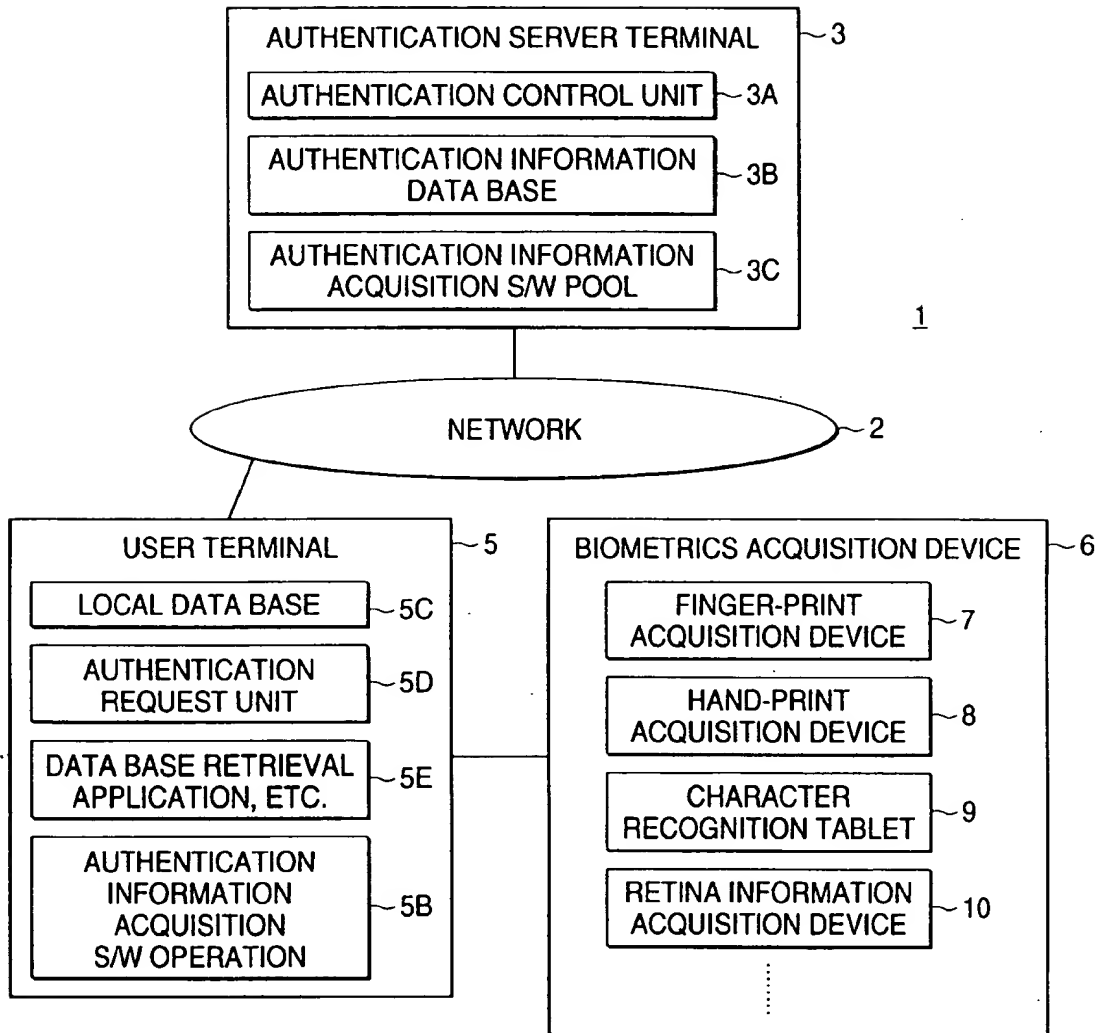 AUTHENTICATION SERVER TERMINAL 3
AUTHENTICATION CONTROL UNIT 3A
AUTHENTICATION INFORMATION
DATA BASE
3B
AUTHENTICATION INFORMATION
ACQUISITION S/W POOL
3C
1
NETWORK 2
USER TERMINAL 5
LOCAL DATA BASE 5C
AUTHENTICATION
REQUEST UNIT
5D
DATA BASE RETRIEVAL
APPLICATION, ETC.
5E
AUTHENTICATION
INFORMATION
ACQUISITION
S/W OPERATION
5B
BIOMETRICS ACQUISITION DEVICE 6
FINGER-PRINT
ACQUISITION DEVICE
7
HAND-PRINT
ACQUISITION DEVICE
8
CHARACTER
RECOGNITION TABLET
9
RETINA INFORMATION
ACQUISITION DEVICE
10